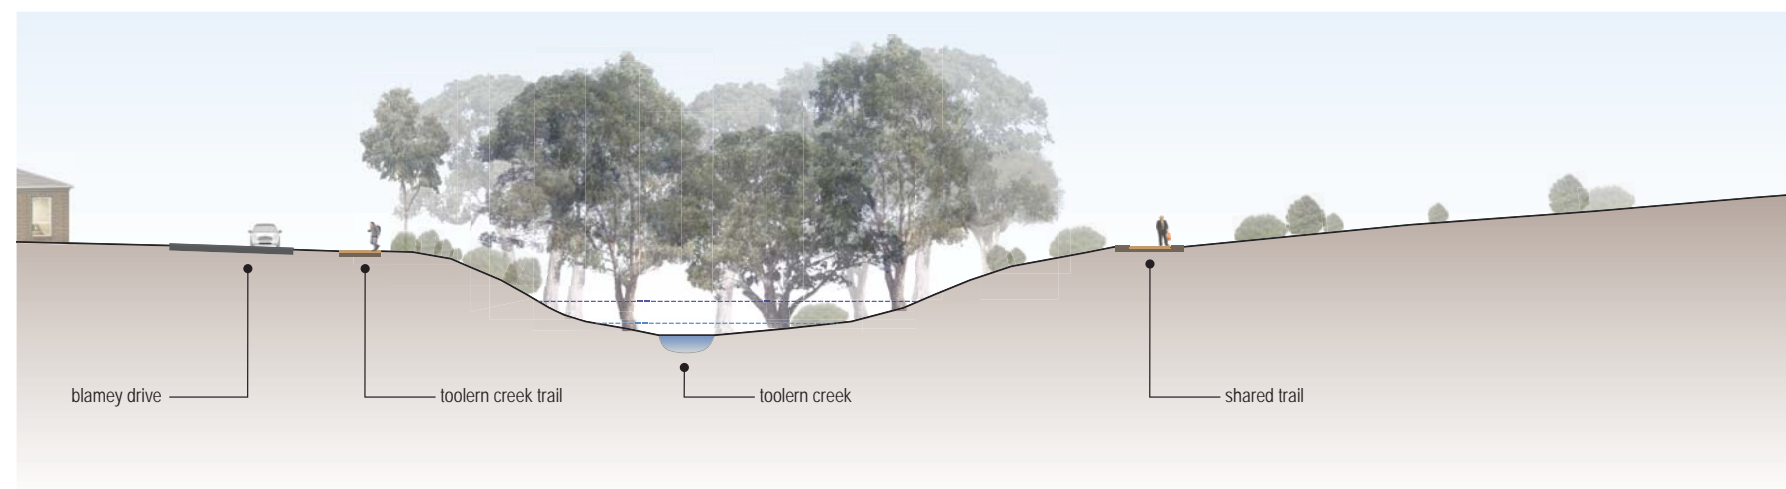 blamey drive
toolern creek trail
toolern creek
shared trail